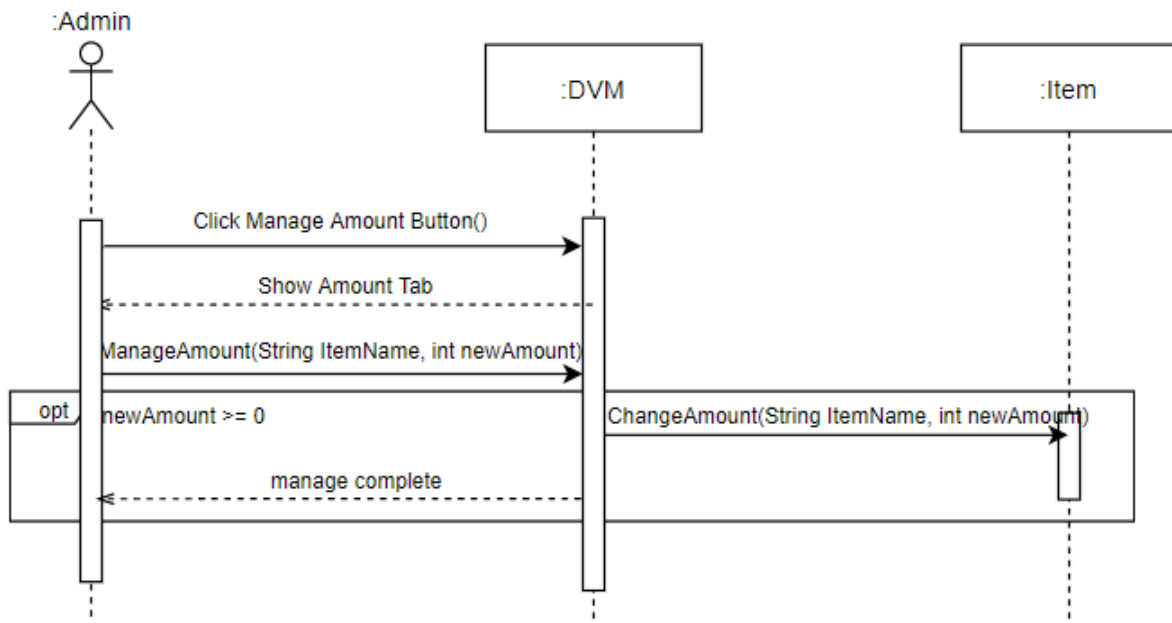 :Admin
:DVM
:Item
Click Manage Amount Button()
Show Amount Tab
ManageAmount(String ItemName, int newAmount)
opt
newAmount >= 0
ChangeAmount(String ItemName, int newAmount)
manage complete